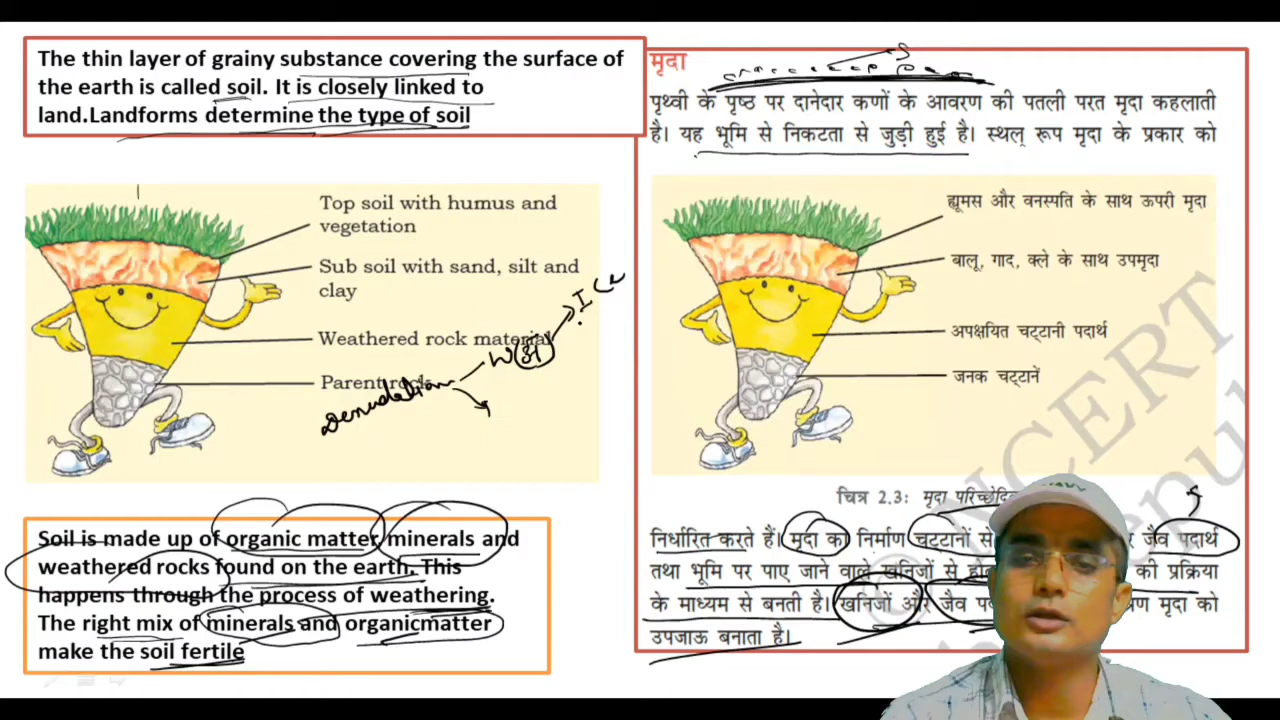 The thin layer of grainy substance covering the surface of
the earth is called soil. It is closely linked to
land.Landforms determine the type of soil
Top soil with humus and
vegetation
Sub soil with sand, silt and
clay
Weathered rock material
Parent rock
Denudation
W
Soil is made up of organic matter, minerals and
weathered rocks found on the earth. This
happens through the process of weathering.
The right mix of minerals and organicmatter
make the soil fertile
मृदा
पृथ्वी के पृष्ठ पर दानेदार कणों के आवरण की पतली परत मृदा कहलाती
है। यह भूमि से निकटता से जुड़ी हुई है। स्थल रूप मृदा के प्रकार को
ह्यूमस और वनस्पति के साथ ऊपरी मृदा
बालू, गाद, क्ले के साथ उपमृदा
अपक्षयित चट्टानी पदार्थ
जनक चट्टानें
चित्र 2.3: मृदा
निर्धारित करते हैं। मृदा का निर्माण चट्टानों से जैव पदार्थ
तथा भूमि पर पाए जाने वाले खनिजों से की प्रक्रिया
के माध्यम से बनती है। खनिजों और जैव मृदा को
उपजाऊ बनाता है।
© NCERT